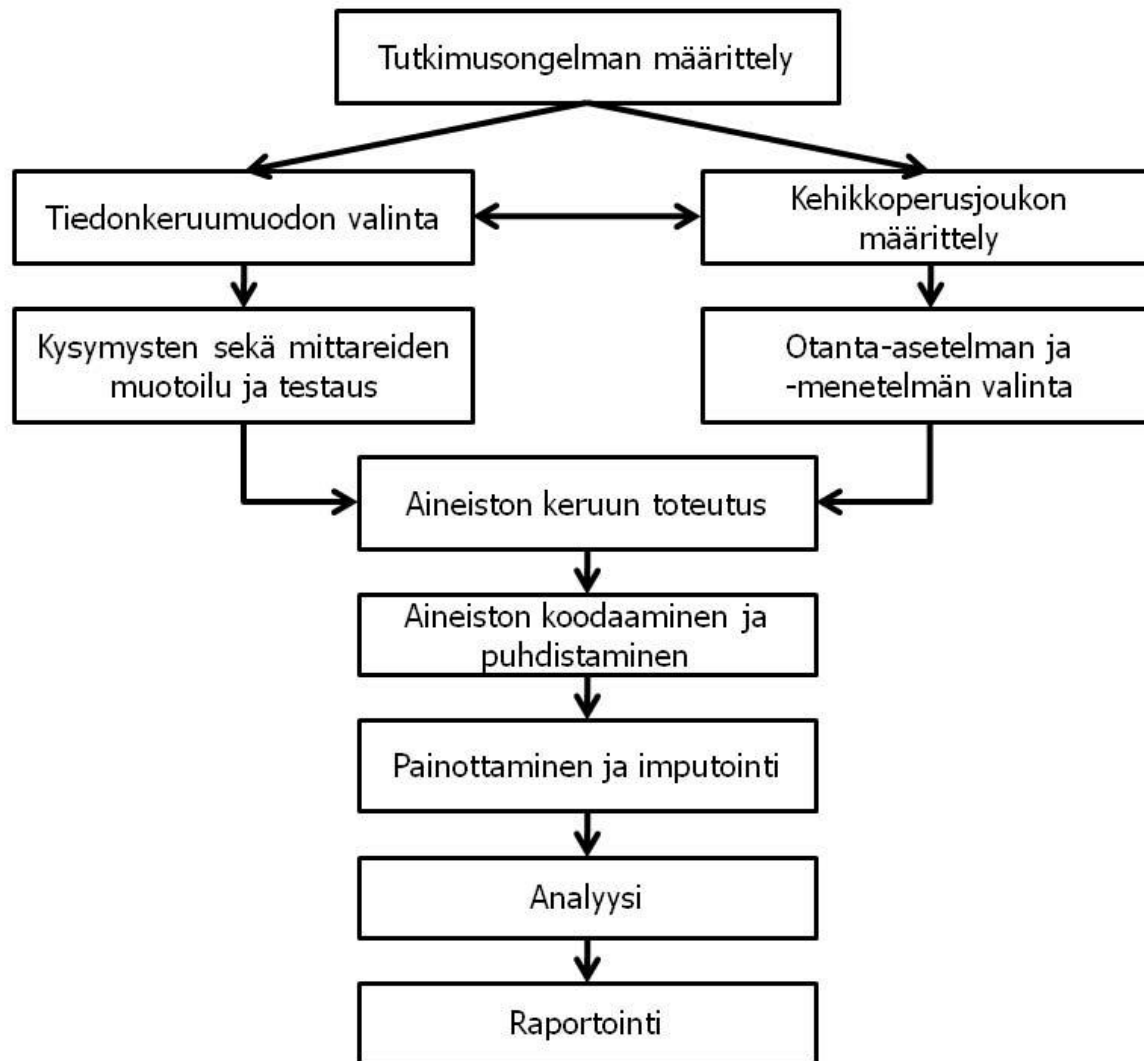 Tutkimusongelman määrittely
Tiedonkeruumuodon valinta
Kehikkoperusjoukon
määrittely
Kysymysten sekä mittareiden
muotoilu ja testaus
Otanta-asetelman ja
-menetelmän valinta
Aineiston keruun toteutus
Aineiston koodaaminen ja
puhdistaminen
Painottaminen ja imputointi
Analyysi
Raportointi